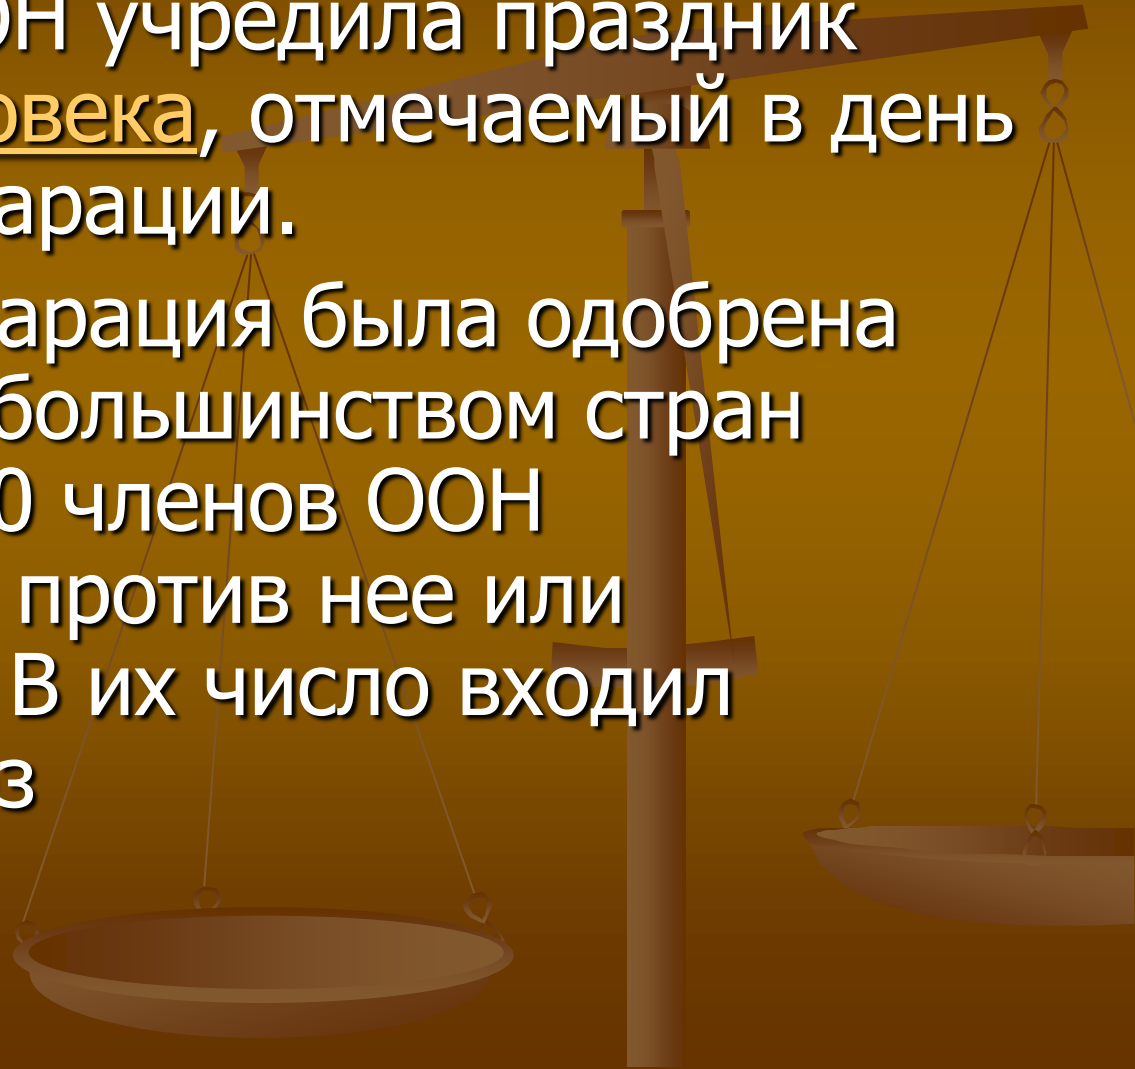 ОН учредила праздник
овека, отмечаемый в день
арации.
арация была одобрена
большинством стран
0 членов ООН
против нее или
В их число входил
з